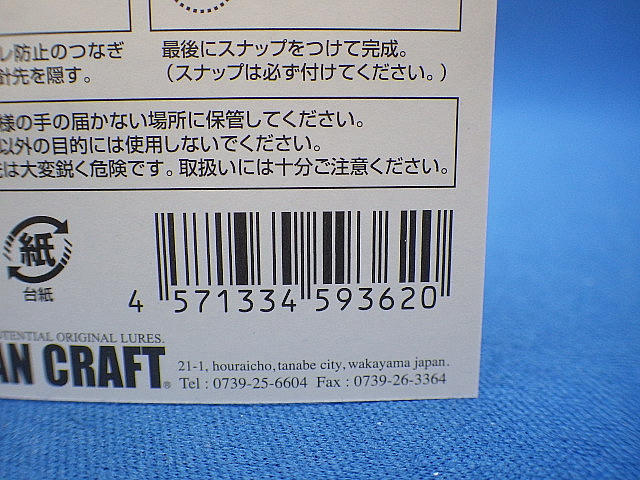 レ防止のつなぎ
針先を隠す。
最後にスナップをつけて完成。
（スナップは必ず付けてください。）
様の手の届かない場所に保管してください。
以外の目的には使用しないでください。
は大変鋭く危険です。取扱いには十分ご注意ください。
紙
台紙
4 571334 593620
OTENTIAL ORIGINAL LURES.
AN CRAFT®
21-1, houraicho, tanabe city, wakayama japan.
Tel : 0739-25-6604 Fax : 0739-26-3364